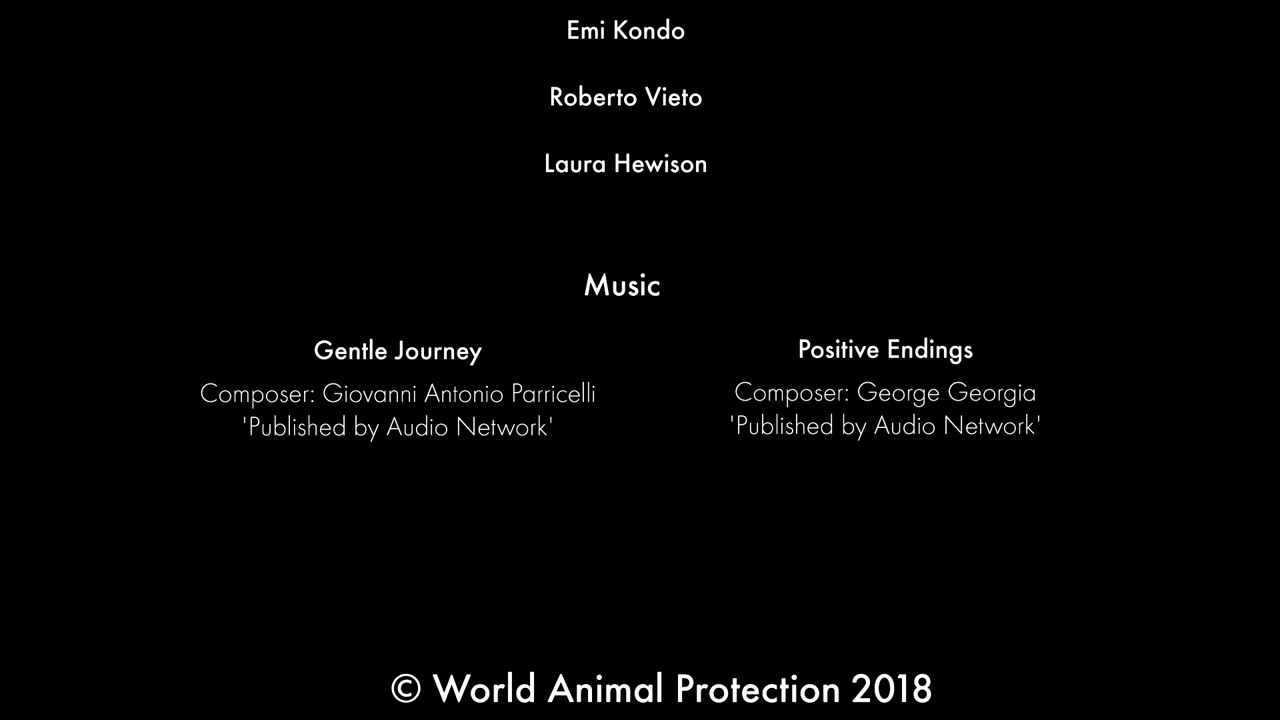 Emi Kondo
Roberto Vieto
Laura Hewison
Music
Gentle Journey
Composer: Giovanni Antonio Parricelli
'Published by Audio Network'
Positive Endings
Composer: George Georgia
'Published by Audio Network'
© World Animal Protection 2018